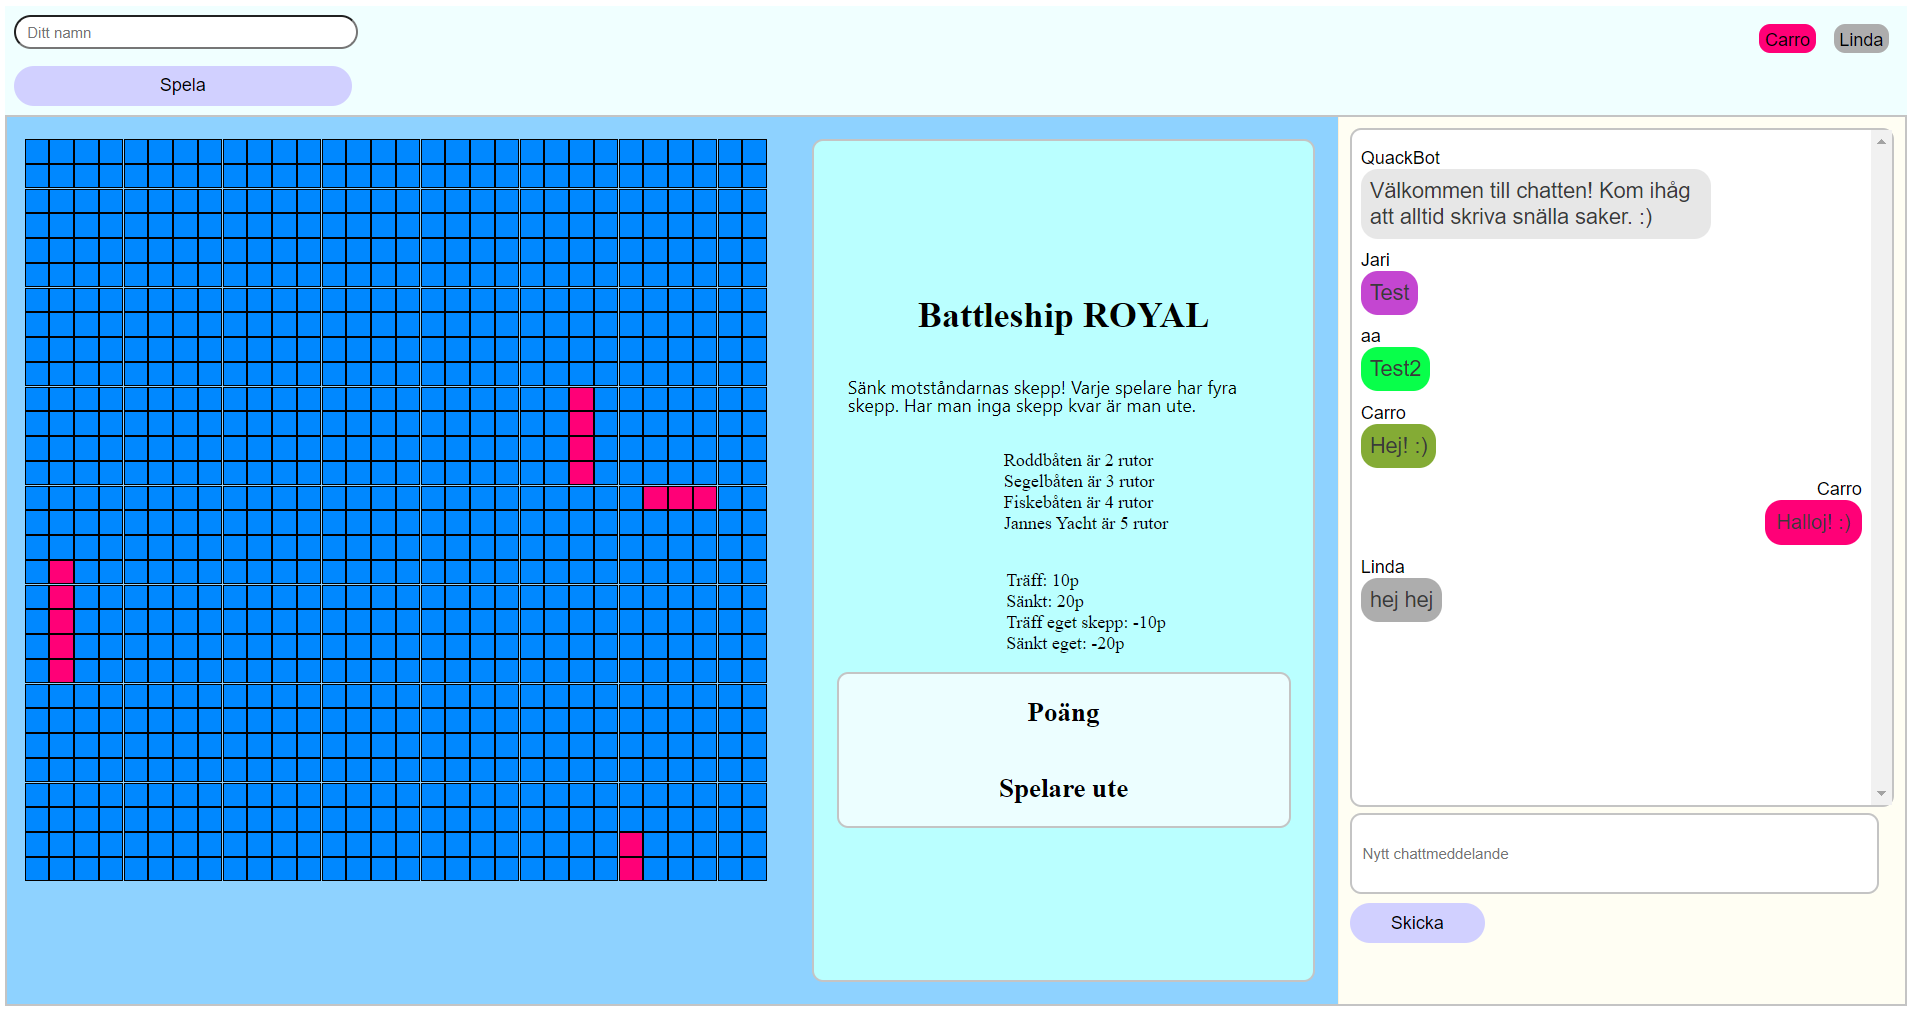 Ditt namn
Spela
Carro
Linda
Battleship ROYAL
Sänk motståndarnas skepp! Varje spelare har fyra
skepp. Har man inga skepp kvar är man ute.
Roddbåten är 2 rutor
Segelbåten är 3 rutor
Fiskebåten är 4 rutor
Jannes Yacht är 5 rutor
Träff: 10p
Sänkt: 20p
Träff eget skepp: -10p
Sänkt eget: -20p
Poäng
Spelare ute
QuackBot
Välkommen till chatten! Kom ihåg
att alltid skriva snälla saker. :)
Jari
Test
aa
Test2
Carro
Hej! :)
Carro
Halloj! :)
Linda
hej hej
Nytt chattmeddelande
Skicka